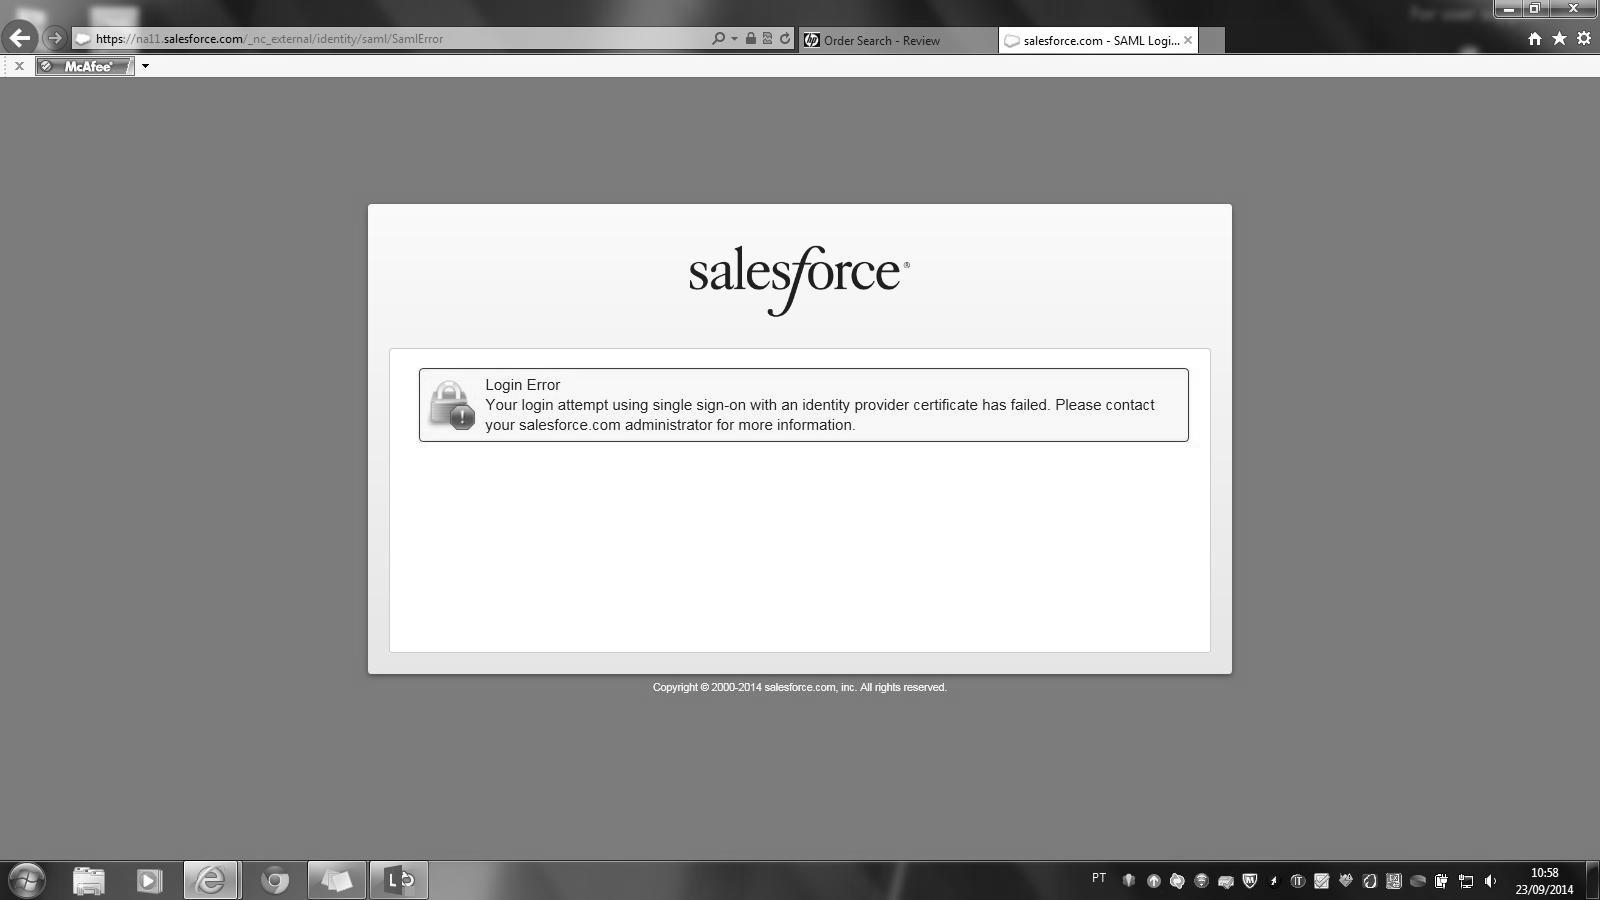 For user
https://na11.salesforce.com/_nc_external/identity/saml/SamlError
Order Search - Review
salesforce.com - SAML Logi...
McAfee
salesforce®
Login Error
Your login attempt using single sign-on with an identity provider certificate has failed. Please contact
your salesforce.com administrator for more information.
Copyright © 2000-2014 salesforce.com, inc. All rights reserved.
PT
10:58
23/09/2014